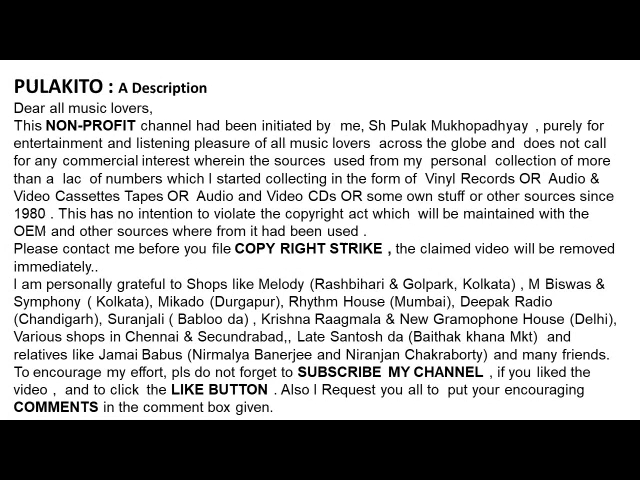 PULAKITO : A Description
Dear all music lovers,
This NON-PROFIT channel had been initiated by me, Sh Pulak Mukhopadhyay , purely for
entertainment and listening pleasure of all music lovers across the globe and does not call
for any commercial interest wherein the sources used from my personal collection of more
than a lac of numbers which I started collecting in the form of Vinyl Records OR Audio &
Video Cassettes Tapes OR Audio and Video CDs OR some own stuff or other sources since
1980 . This has no intention to violate the copyright act which will be maintained with the
OEM and other sources where from it had been used .
Please contact me before you file COPY RIGHT STRIKE , the claimed video will be removed
immediately..
I am personally grateful to Shops like Melody (Rashbihari & Golpark, Kolkata) , M Biswas &
Symphony ( Kolkata), Mikado (Durgapur), Rhythm House (Mumbai), Deepak Radio
(Chandigarh), Suranjali ( Babloo da) , Krishna Raagmala & New Gramophone House (Delhi),
Various shops in Chennai & Secundrabad,, Late Santosh da (Baithak khana Mkt) and
relatives like Jamai Babus (Nirmalya Banerjee and Niranjan Chakraborty) and many friends.
To encourage my effort, pls do not forget to SUBSCRIBE MY CHANNEL , if you liked the
video , and to click the LIKE BUTTON . Also I Request you all to put your encouraging
COMMENTS in the comment box given.